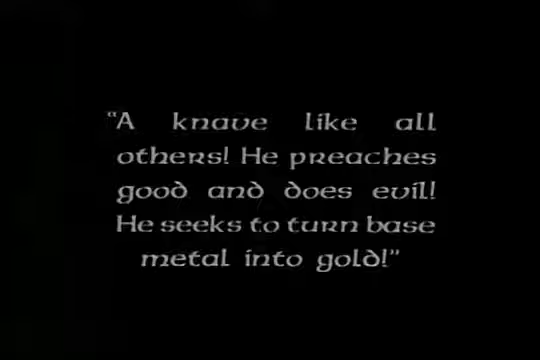 "A knave like all
others! He preaches
good and does evil!
He seeks to turn base
metal into gold!"